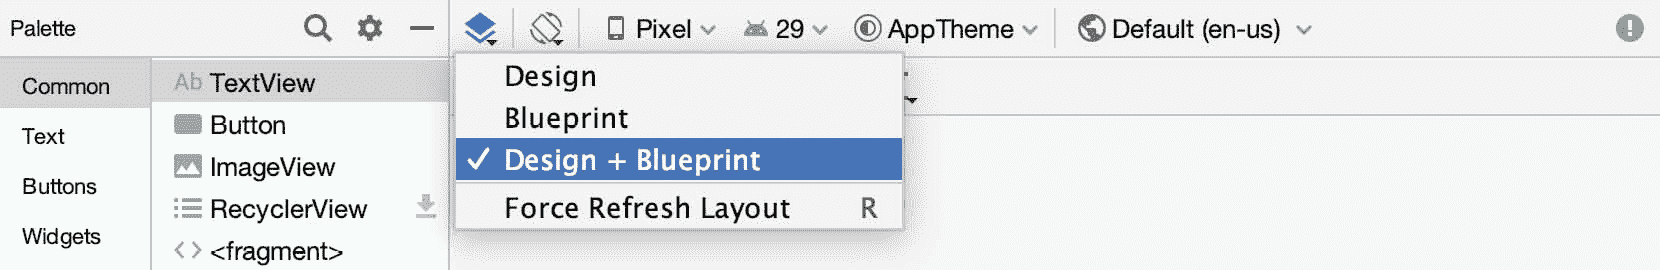 Palette
Pixel 29 AppTheme Default (en-us)
Common
Text
Buttons
Widgets
Ab TextView
Button
ImageView
RecyclerView
<fragment>
Design
Blueprint
Design + Blueprint
Force Refresh Layout R